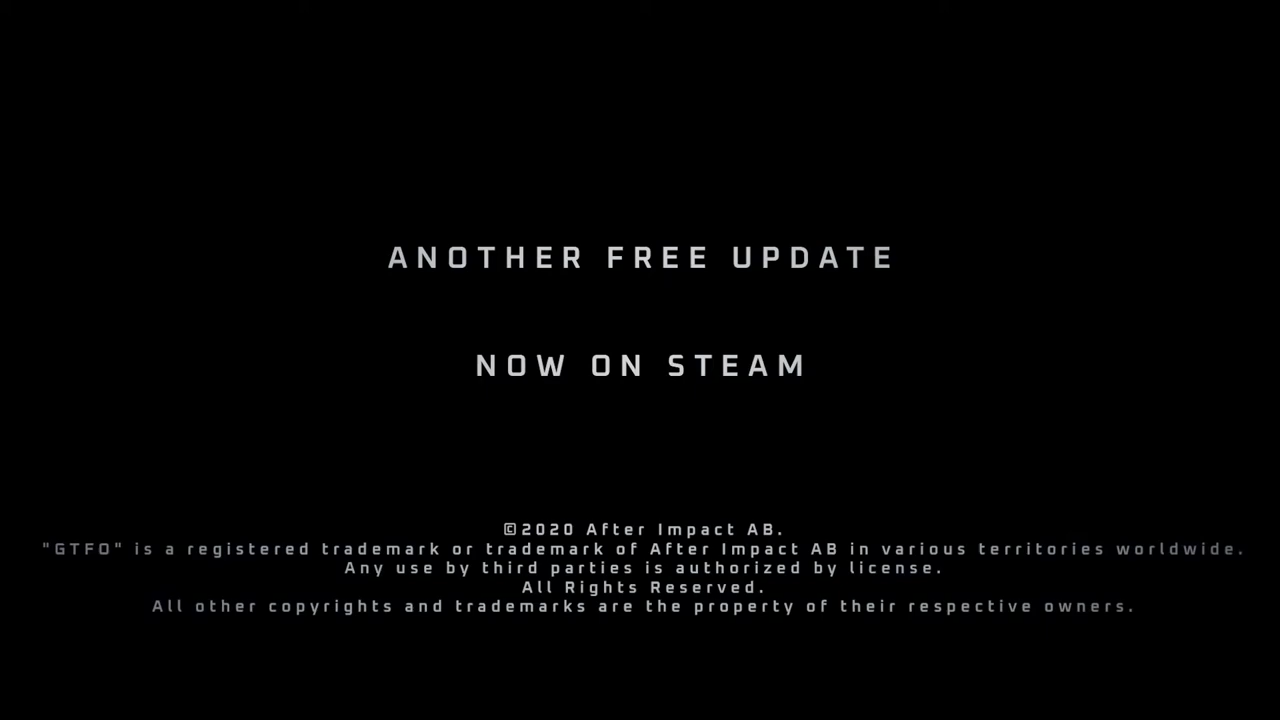 ANOTHER FREE UPDATE
NOW ON STEAM
©2020 After Impact AB.
"GTFO" is a registered trademark or trademark of After Impact AB in various territories worldwide.
Any use by third parties is authorized by license.
All Rights Reserved.
All other copyrights and trademarks are the property of their respective owners.